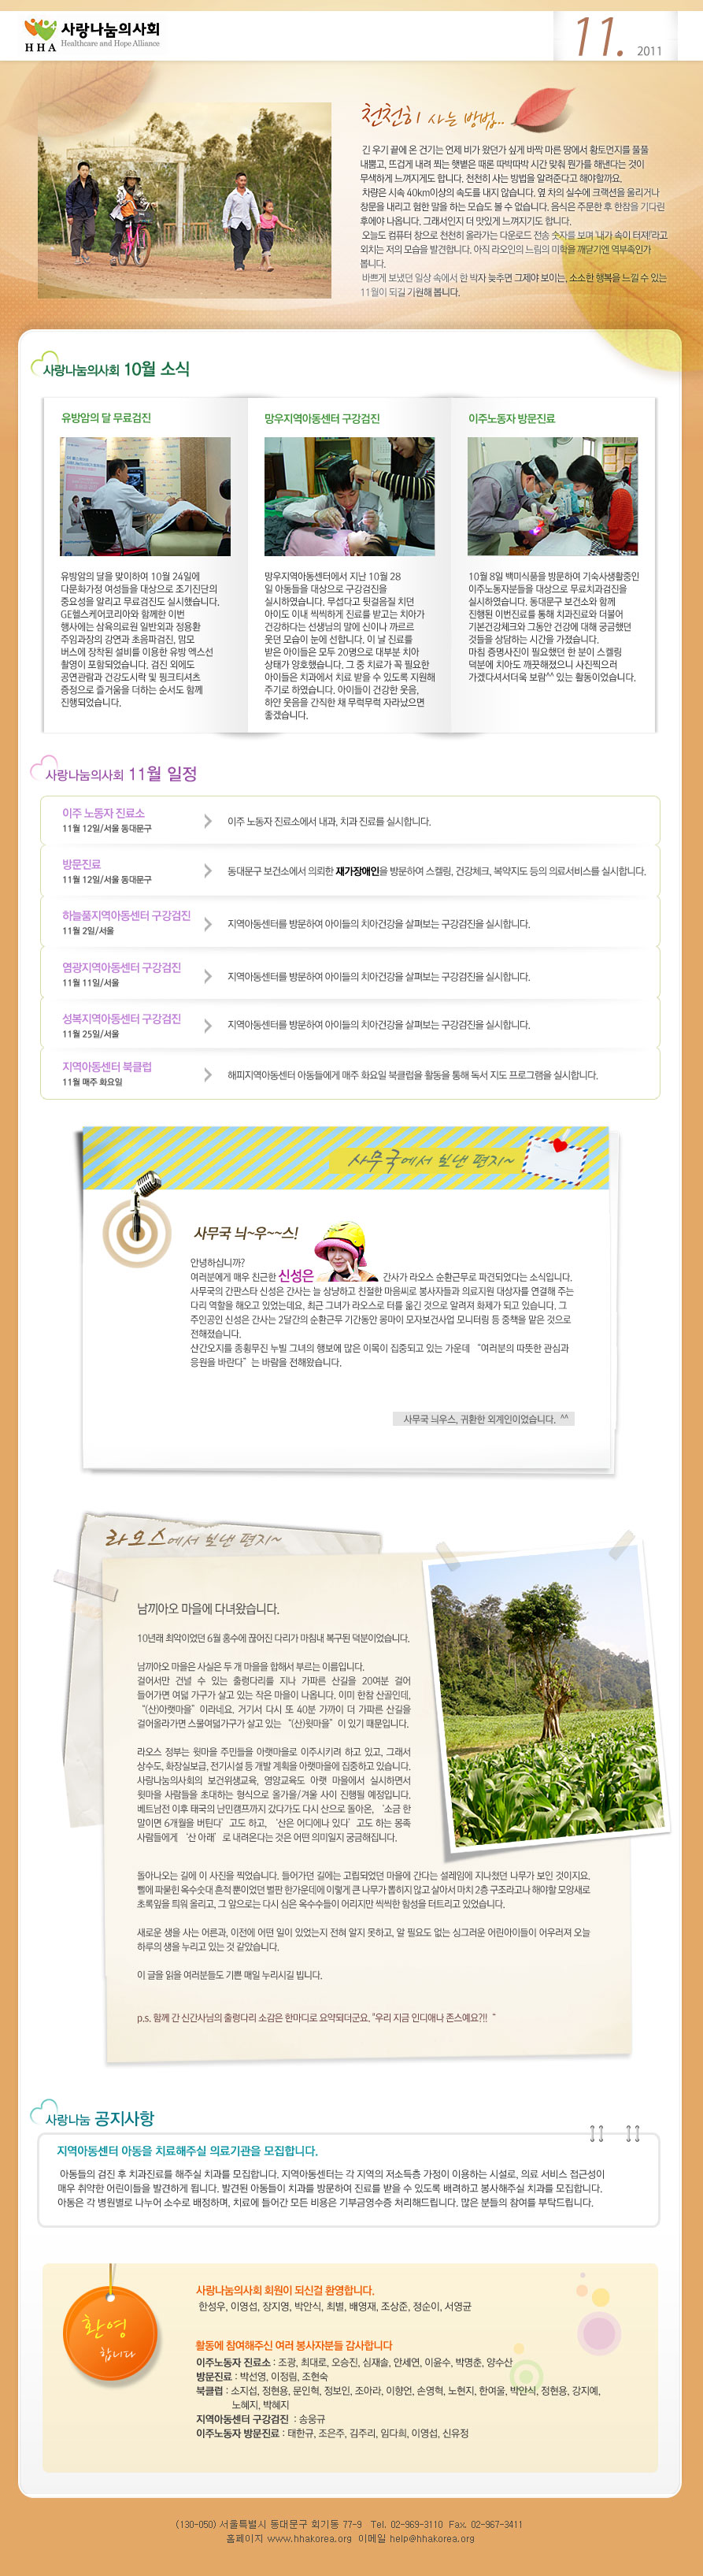 HHA 사랑나눔의사회
Healthcare and Hope Alliance
11. 2011
천천히 사는 방법...
긴 우기 끝에 온 건기는 언제 비가 왔던가 싶게 바짝 마른 땅에서 황토먼지를 풀풀
내뿜고, 뜨겁게 내려 쬐는 햇볕은 때론 따박따박 시간 맞춰 뭔가를 해낸다는 것이
무색하게 느껴지게도 합니다. 천천히 사는 방법을 알려준다고 해야할까요.
차량은 시속 40km이상의 속도를 내지 않습니다. 옆 차의 실수에 크랙션을 울리거나
창문을 내리고 험한 말을 하는 모습도 볼 수 없습니다. 음식은 주문한 후 한참을 기다린
후에야 나옵니다. 그래서인지 더 맛있게 느껴지기도 합니다.
오늘도 컴퓨터 창으로 천천히 올라가는 다운로드 전송 숫자를 보며 '내가 속이 터져!'라고
외치는 저의 모습을 발견합니다. 아직 라오인의 느림의 미학을 깨닫기엔 역부족인가
봅니다.
바쁘게 보냈던 일상 속에서 한 박자 늦추면 그제야 보이는, 소소한 행복을 느낄 수 있는
11월이 되길 기원해 봅니다.
사랑나눔의사회 10월 소식
유방암의 달 무료검진
유방암의 달을 맞이하여 10월 24일에
다문화가정 여성들을 대상으로 조기진단의
중요성을 알리고 무료검진도 실시했습니다.
GE헬스케어코리아와 함께한 이번
행사에는 삼육의료원 일반외과 정용환
주임과장의 강연과 초음파검진, 맘모
버스에 장착된 설비를 이용한 유방 엑스선
촬영이 포함되었습니다. 검진 외에도
공연관람과 건강도시락 및 핑크티셔츠
증정으로 즐거움을 더하는 순서도 함께
진행되었습니다.
망우지역아동센터 구강검진
망우지역아동센터에서 지난 10월 28
일 아동들을 대상으로 구강검진을
실시하였습니다. 무섭다고 뒷걸음질 치던
아이도 이내 씩씩하게 진료를 받고는 치아가
건강하다는 선생님의 말에 신이나 까르르
웃던 모습이 눈에 선합니다. 이 날 진료를
받은 아이들은 모두 20명으로 대부분 치아
상태가 양호했습니다. 그 중 치료가 꼭 필요한
아이들은 치과에서 치료 받을 수 있도록 지원해
주기로 하였습니다. 아이들이 건강한 웃음,
하얀 웃음을 간직한 채 무럭무럭 자라났으면
좋겠습니다.
이주노동자 방문진료
10월 8일 백미식품을 방문하여 기숙사생활중인
이주노동자분들을 대상으로 무료치과검진을
실시하였습니다. 동대문구 보건소와 함께
진행된 이번진료를 통해 치과진료와 더불어
기본건강체크와 그동안 건강에 대해 궁금했던
것들을 상담하는 시간을 가졌습니다.
마침 증명사진이 필요했던 한 분이 스켈링
덕분에 치아도 깨끗해졌으니 사진찍으러
가겠다셔서더욱 보람^^ 있는 활동이었습니다.
사랑나눔의사회 11월 일정
이주 노동자 진료소
11월 12일/서울 동대문구
이주 노동자 진료소에서 내과, 치과 진료를 실시합니다.
방문진료
11월 12일/서울 동대문구
동대문구 보건소에서 의뢰한 재가장애인을 방문하여 스켈링, 건강체크, 복약지도 등의 의료서비스를 실시합니다.
하늘품지역아동센터 구강검진
11월 2일/서울
지역아동센터를 방문하여 아이들의 치아건강을 살펴보는 구강검진을 실시합니다.
염광지역아동센터 구강검진
11월 11일/서울
지역아동센터를 방문하여 아이들의 치아건강을 살펴보는 구강검진을 실시합니다.
성복지역아동센터 구강검진
11월 25일/서울
지역아동센터를 방문하여 아이들의 치아건강을 살펴보는 구강검진을 실시합니다.
지역아동센터 북클럽
11월 매주 화요일
해피지역아동센터 아동들에게 매주 화요일 북클럽을 활동을 통해 독서 지도 프로그램을 실시합니다.
사무국에서 보낸 편지~
사무국 늬~우~~스!
안녕하십니까?
여러분에게 매우 친근한 신성은 간사가 라오스 순환근무로 파견되었다는 소식입니다.
사무국의 간판스타 신성은 간사는 늘 상냥하고 친절한 마음씨로 봉사자들과 의료지원 대상자를 연결해 주는
다리 역할을 해오고 있었는데요, 최근 그녀가 라오스로 터를 옮긴 것으로 알려져 화제가 되고 있습니다. 그
주인공인 신성은 간사는 2달간의 순환근무 기간동안 몽마이 모자보건사업 모니터링 등 중책을 맡은 것으로
전해졌습니다.
산간오지를 종횡무진 누빌 그녀의 행보에 많은 이목이 집중되고 있는 가운데 “여러분의 따뜻한 관심과
응원을 바란다” 는 바람을 전해왔습니다.
사무국 늬우스, 귀환한 외계인이었습니다. ^^
라오스에서 보낸 편지~
남끼아오 마을에 다녀왔습니다.
10년래 최악이었던 6월 홍수에 끊어진 다리가 마침내 복구된 덕분이었습니다.
남끼아오 마을은 사실은 두 개 마을을 합해서 부르는 이름입니다.
걸어서만 건널 수 있는 출렁다리를 지나 가파른 산길을 20여분 걸어
들어가면 여덟 가구가 살고 있는 작은 마을이 나옵니다. 이미 한참 산골인데,
“(산)아랫마을” 이라네요. 거기서 다시 또 40분 가까이 더 가파른 산길을
걸어올라가면 스물여덟가구가 살고 있는 “(산)윗마을” 이 있기 때문입니다.
라오스 정부는 윗마을 주민들을 아랫마을로 이주시키려 하고 있고, 그래서
상수도, 화장실보급, 전기시설 등 개발 계획을 아랫마을에 집중하고 있습니다.
사랑나눔의사회의 보건위생교육, 영양교육도 아랫 마을에서 실시하면서
윗마을 사람들을 초대하는 형식으로 올가을/겨울 사이 진행될 예정입니다.
베트남전 이후 태국의 난민캠프까지 갔다가도 다시 산으로 돌아온, ‘소금 한
말이면 6개월을 버틴다’ 고도 하고, ‘산은 어디에나 있다’ 고도 하는 몽족
사람들에게 ‘산 아래’ 로 내려온다는 것은 어떤 의미일지 궁금해집니다.
돌아나오는 길에 이 사진을 찍었습니다. 들어가던 길에는 고립되었던 마을에 간다는 설레임에 지나쳤던 나무가 보인 것이지요.
뻘에 파묻힌 옥수숫대 흔적 뿐이었던 벌판 한가운데에 이렇게 큰 나무가 뽑히지 않고 살아서 마치 2층 구조라고나 해야할 모양새로
초록잎을 틔워 올리고, 그 앞으로는 다시 심은 옥수수들이 어리지만 씩씩한 함성을 터트리고 있었습니다.
새로운 생을 사는 어른과, 이전에 어떤 일이 있었는지 전혀 알지 못하고, 알 필요도 없는 싱그러운 어린아이들이 어우러져 오늘
하루의 생을 누리고 있는 것 같았습니다.
이 글을 읽을 여러분들도 기쁜 매일 누리시길 빕니다.
p.s. 함께 간 신간사님의 출렁다리 소감은 한마디로 요약되더군요. "우리 지금 인디애나 존스예요?!! "
사랑나눔 공지사항
지역아동센터 아동을 치료해주실 의료기관을 모집합니다.
아동들의 검진 후 치과진료를 해주실 치과를 모집합니다. 지역아동센터는 각 지역의 저소득층 가정이 이용하는 시설로, 의료 서비스 접근성이
매우 취약한 어린이들을 발견하게 됩니다. 발견된 아동들이 치과를 방문하여 진료를 받을 수 있도록 배려하고 봉사해주실 치과를 모집합니다.
아동은 각 병원별로 나누어 소수로 배정하며, 치료에 들어간 모든 비용은 기부금영수증 처리해드립니다. 많은 분들의 참여를 부탁드립니다.
환영
합니다
사랑나눔의사회 회원이 되신걸 환영합니다.
한성우, 이영섭, 장지영, 박안식, 최별, 배영재, 조상준, 정순이, 서영균
활동에 참여해주신 여러 봉사자분들 감사합니다
이주노동자 진료소 : 조광, 최대로, 오승진, 심재솔, 안세연, 이윤수, 박명춘, 양수산
방문진료 : 박선영, 이정림, 조현숙
북클럽 : 소지섭, 정현용, 문인혁, 정보인, 조아라, 이향언, 손영혁, 노현지, 한여울, 박인식, 정현용, 강지예,
노혜지, 박혜지
지역아동센터 구강검진 : 송웅규
이주노동자 방문진료 : 태한규, 조은주, 김주리, 임다희, 이영섭, 신유정
(130-050) 서울특별시 동대문구 회기동 77-9 Tel. 02-969-3110 Fax. 02-967-3411
홈페이지 www.hhakorea.org 이메일 help@hhakorea.org